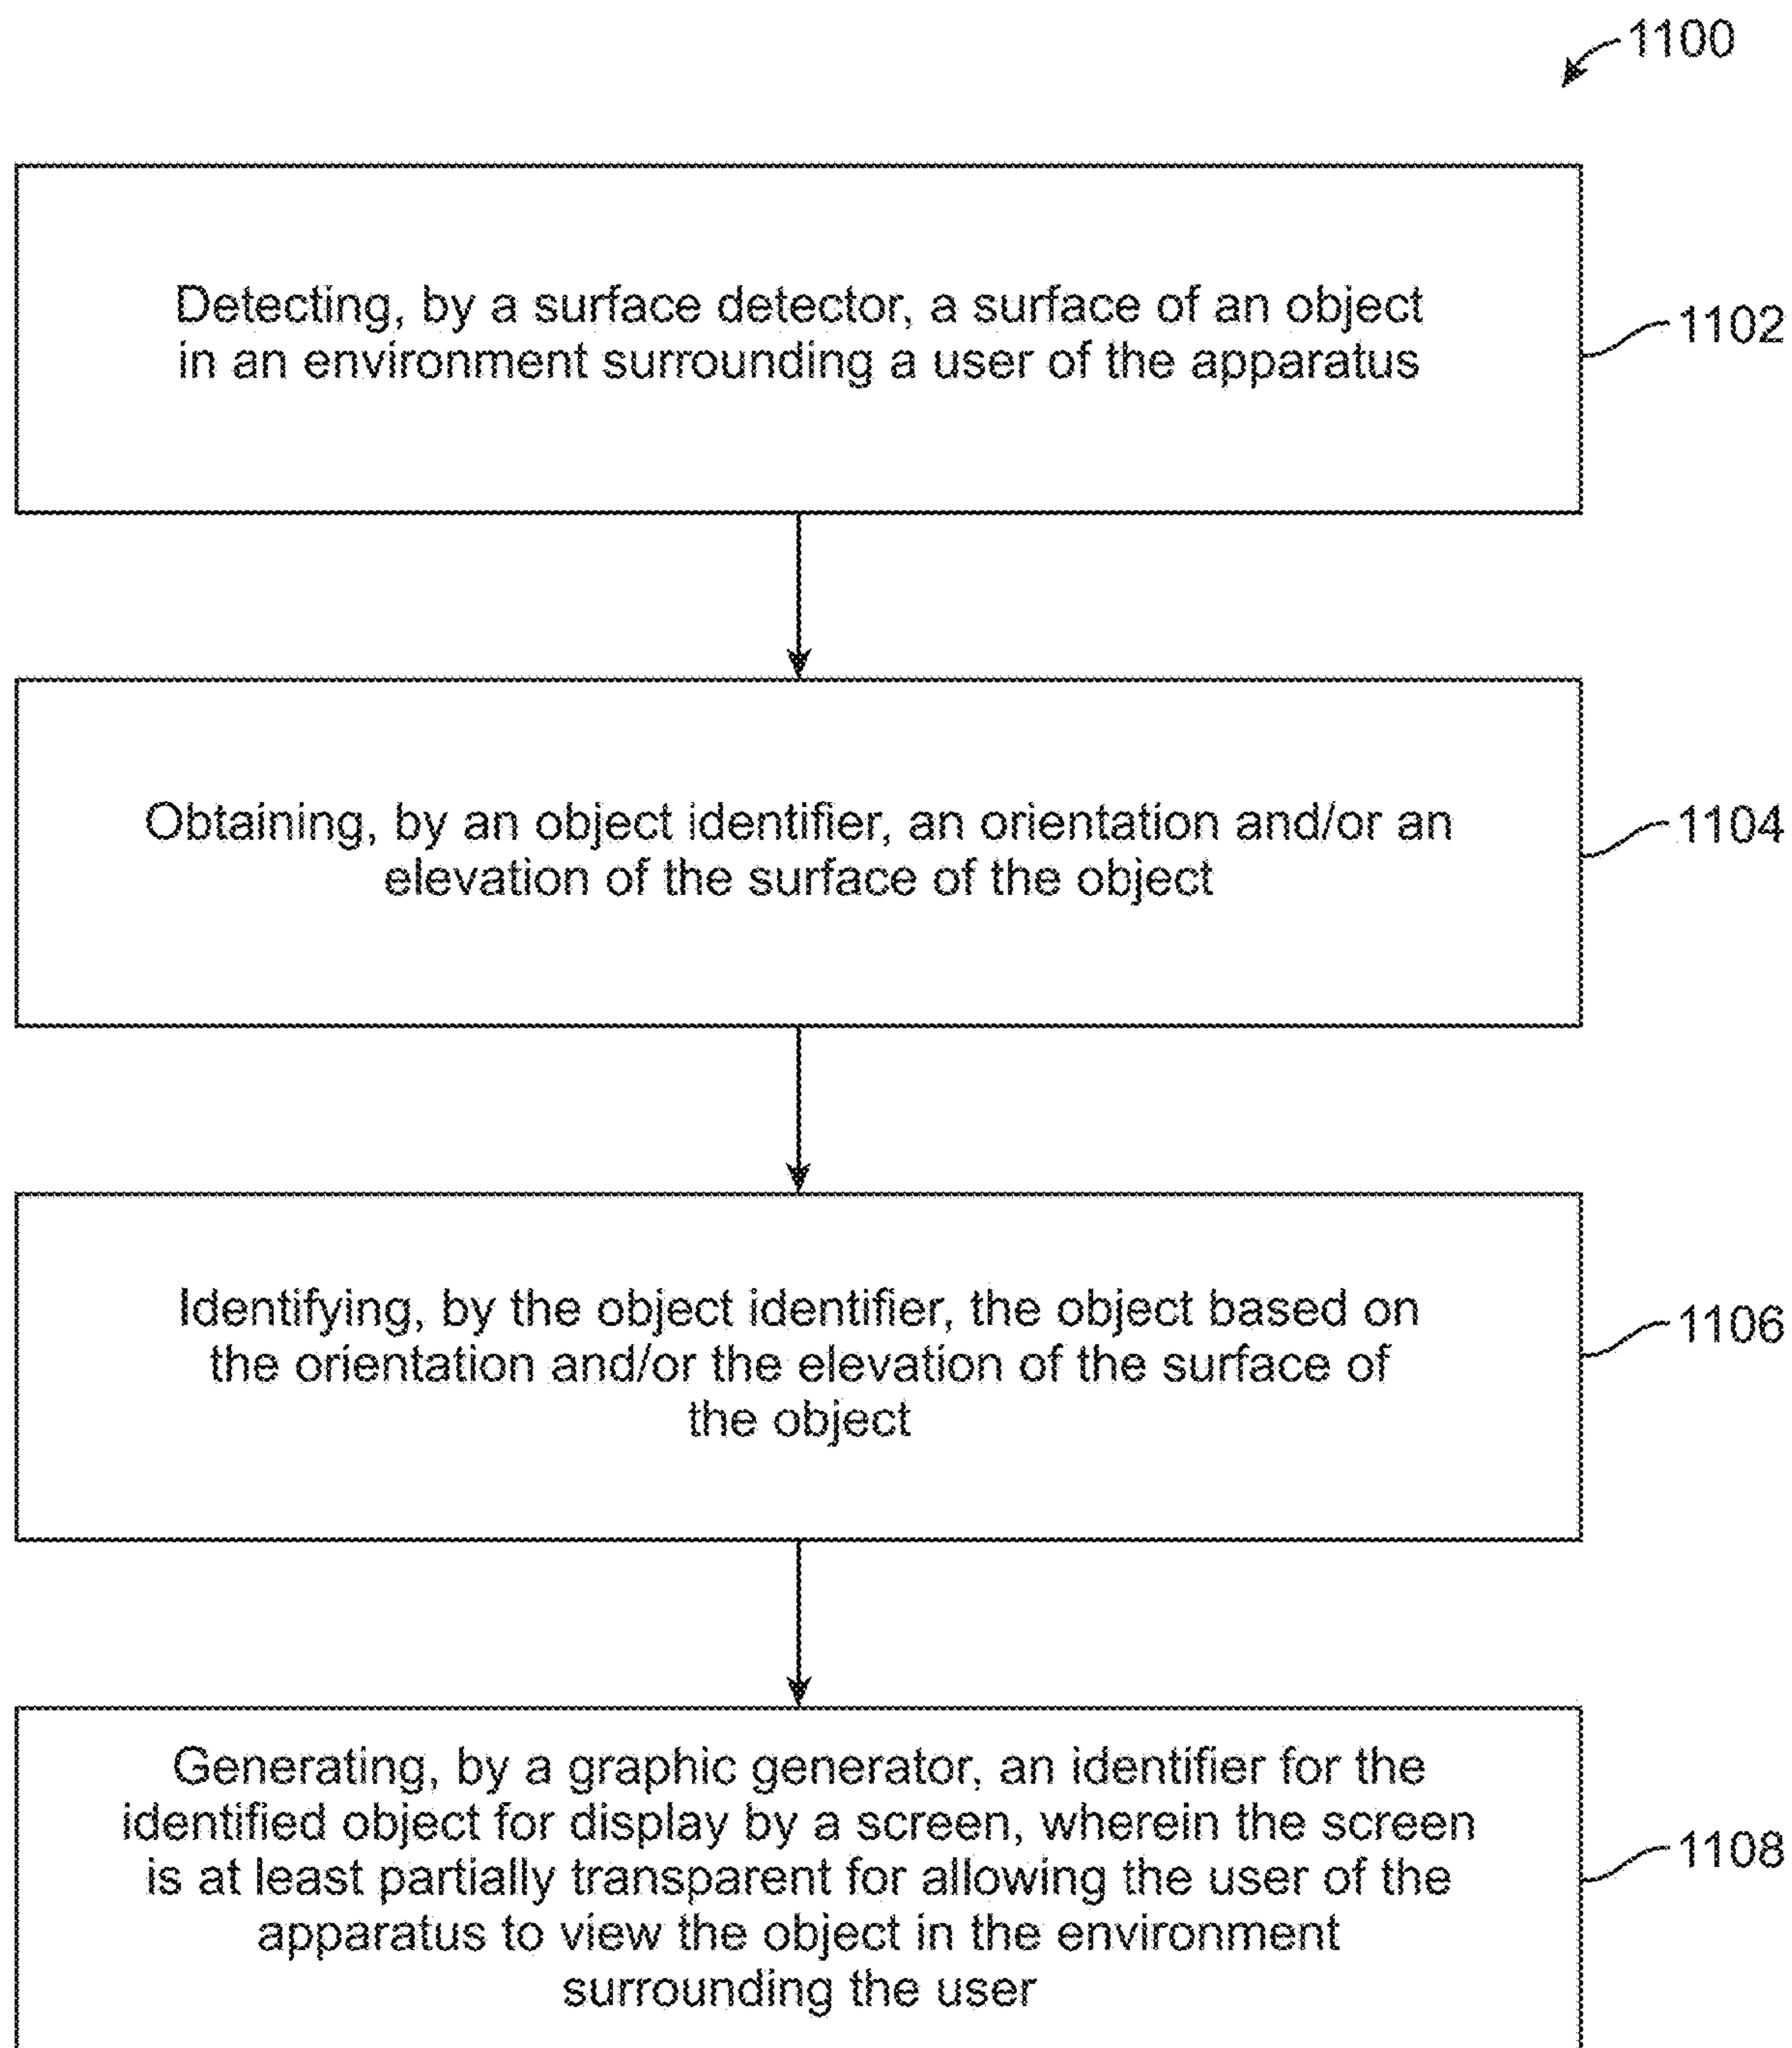 1100
Detecting, by a surface detector, a surface of an object
in an environment surrounding a user of the apparatus
1102
Obtaining, by an object identifier, an orientation and/or an
elevation of the surface of the object
1104
Identifying, by the object identifier, the object based on
the orientation and/or the elevation of the surface of
the object
1106
Generating, by a graphic generator, an identifier for the
identified object for display by a screen, wherein the screen
is at least partially transparent for allowing the user of the
apparatus to view the object in the environment
surrounding the user
1108